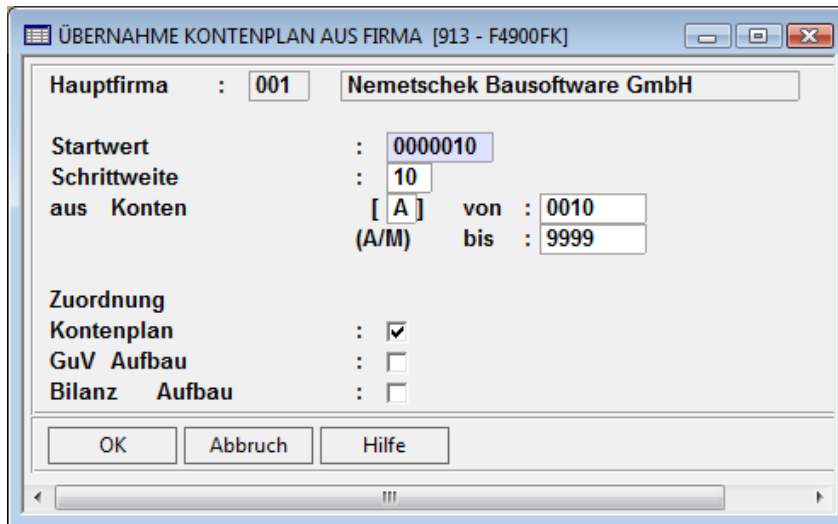 ÜBERNAHME KONTENPLAN AUS FIRMA [913 - F4900FK]
Hauptfirma : 001 Nemetschek Bausoftware GmbH
Startwert : 0000010
Schrittweite : 10
aus Konten [ A ] von : 0010
(A/M) bis : 9999
Zuordnung
Kontenplan :
GuV Aufbau :
Bilanz Aufbau :
OK Abbruch Hilfe